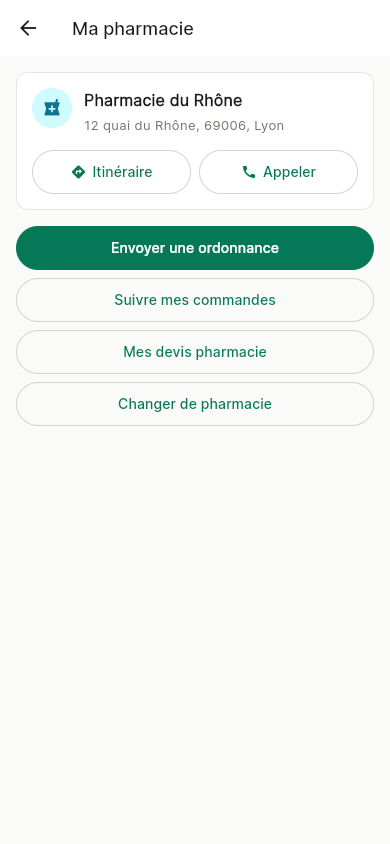 Ma pharmacie
Pharmacie du Rhône
12 quai du Rhône, 69006, Lyon
Itinéraire
Appeler
Envoyer une ordonnance
Suivre mes commandes
Mes devis pharmacie
Changer de pharmacie